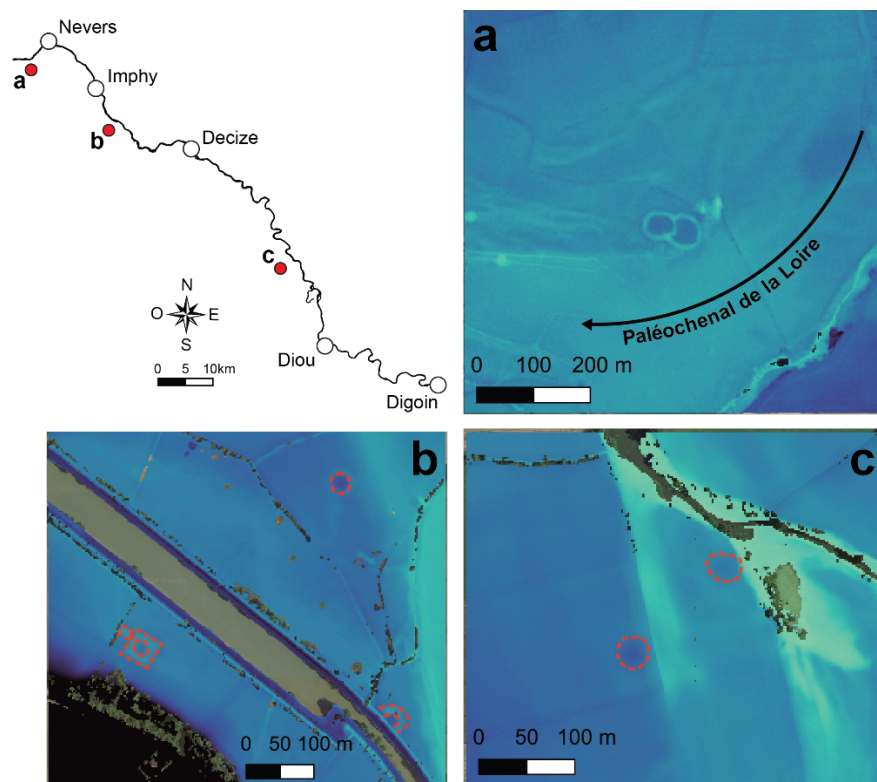 Nevers
a
Imphy
b
Decize
c
N
O E
S
0 5 10km
Diou
Digoin
a
Paléochenal de la Loire
0 100 200 m
b
0 50 100 m
c
0 50 100 m